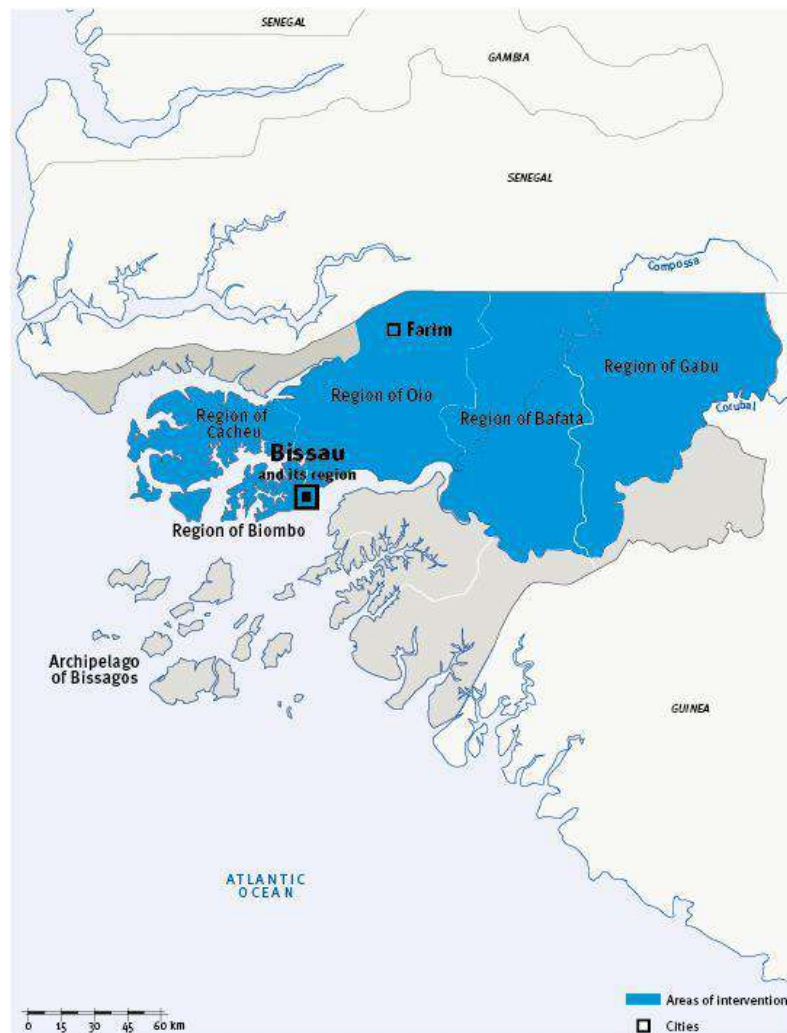 SENEGAL
GAMBIA
SENEGAL
Compossa
Farim
Region of Gabu
Region of Oio
Corubal
Region of
Cacheu
Region of Bafata
Bissau
and its region
Region of Biombo
Archipelago
of Bissagos
GUINEA
ATLANTIC
OCEAN
Areas of intervention
0 15 30 45 60 km
Cities